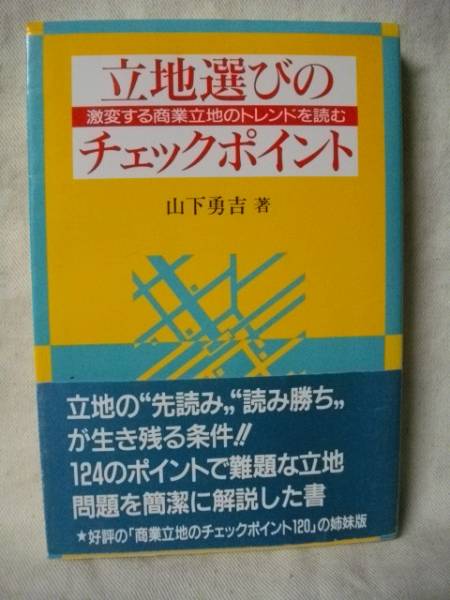 立地選びの
激変する商業立地のトレンドを読む
チェックポイント
山下勇吉 著
立地の“先読み„“読み勝ち„
が生き残る条件!!
124のポイントで難題な立地
問題を簡潔に解説した書
★好評の「商業立地のチェックポイント120」の姉妹版